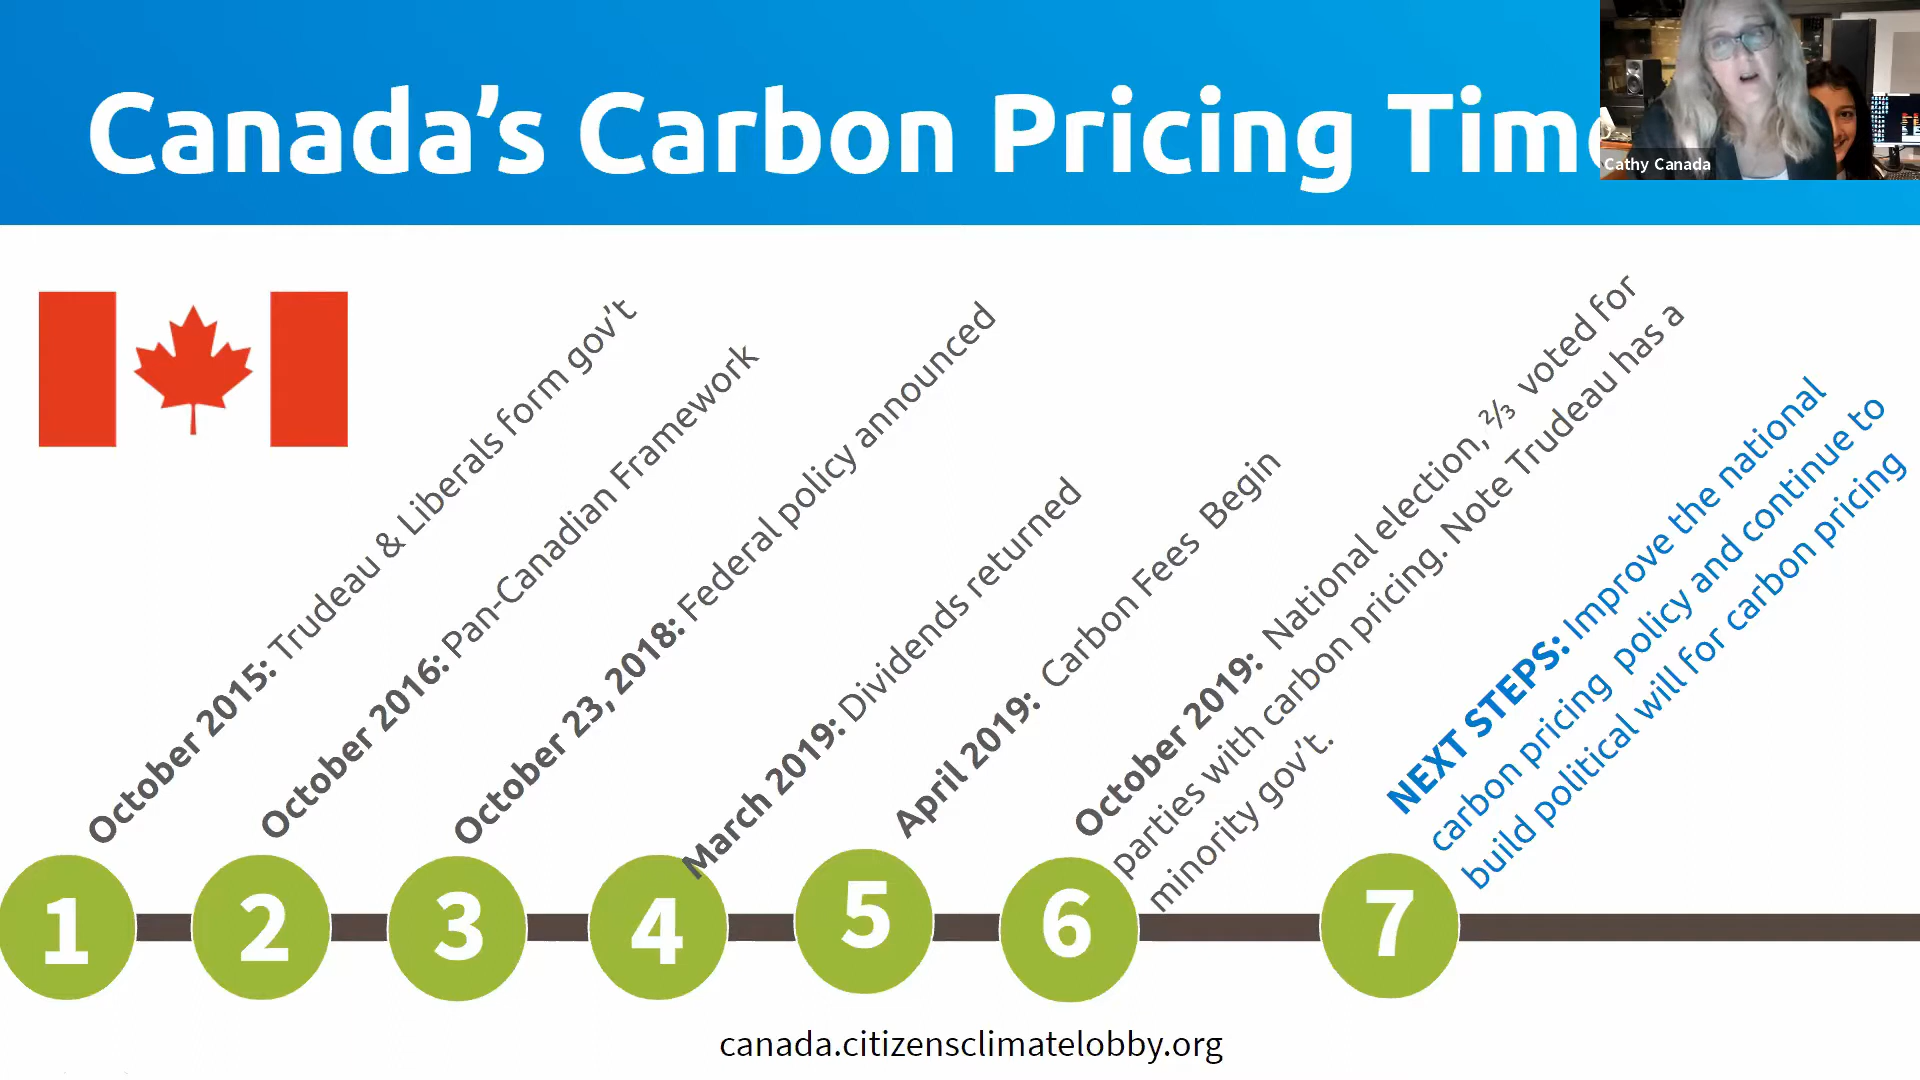 Canada's Carbon Pricing Tim
Cathy Canada
October 2015: Trudeau & Liberals form gov't
October 2016: Pan-Canadian Framework
October 23, 2018: Federal policy announced
March 2019: Dividends returned
April 2019: Carbon Fees Begin
October 2019: National election, ⅔ voted for
parties with carbon pricing. Note Trudeau has a
minority gov't.
NEXT STEPS: Improve the national
carbon pricing policy and continue to
build political will for carbon pricing
1
2
3
4
5
6
7
canada.citizensclimatelobby.org